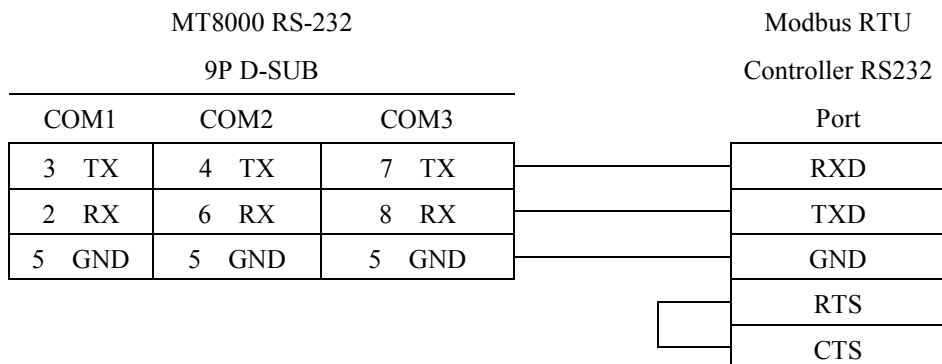 MT8000 RS-232 Modbus RTU
9P D-SUB Controller RS232
COM1 COM2 COM3 Port
3 TX 4 TX 7 TX RXD
2 RX 6 RX 8 RX TXD
5 GND 5 GND 5 GND GND
RTS
CTS